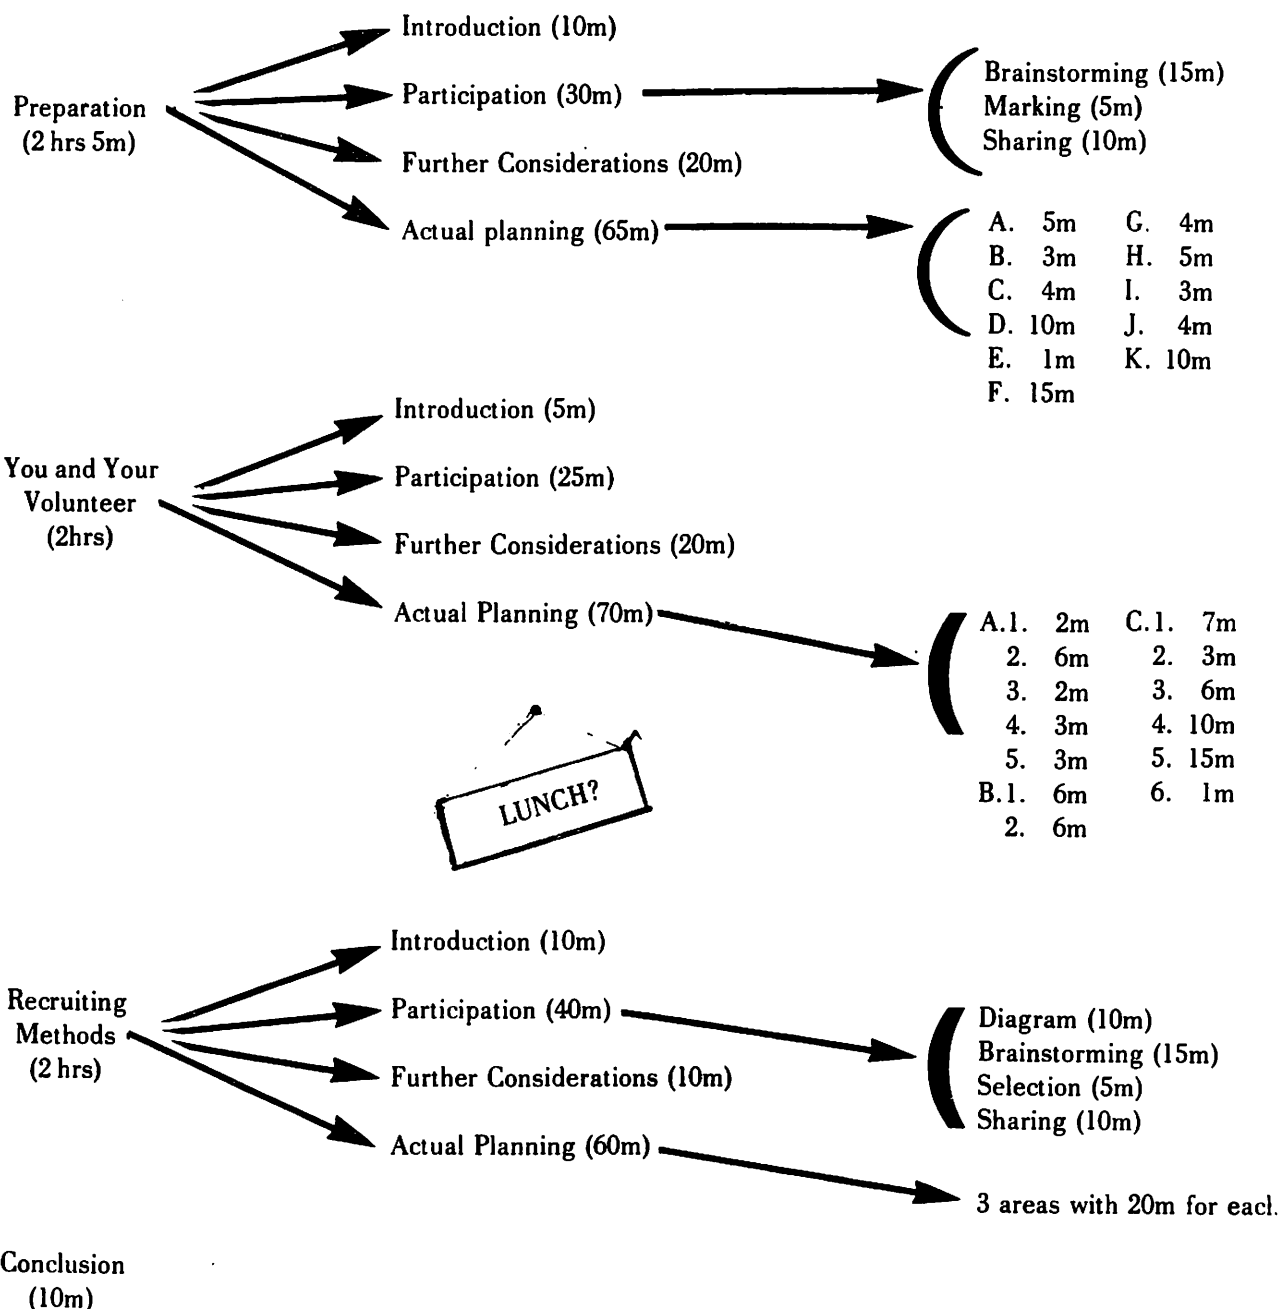 Introduction (10m)
Participation (30m)
Further Considerations (20m)
Actual planning (65m)
Preparation
(2 hrs 5m)
Brainstorming (15m)
Marking (5m)
Sharing (10m)
A. 5m G. 4m
B. 3m H. 5m
C. 4m I. 3m
D. 10m J. 4m
E. 1m K. 10m
F. 15m
Introduction (5m)
Participation (25m)
Further Considerations (20m)
Actual Planning (70m)
You and Your
Volunteer
(2hrs)
A.1. 2m C.1. 7m
2. 6m 2. 3m
3. 2m 3. 6m
4. 3m 4. 10m
5. 3m 5. 15m
B.1. 6m 6. 1m
2. 6m
LUNCH?
Introduction (10m)
Participation (40m)
Further Considerations (10m)
Actual Planning (60m)
Recruiting
Methods
(2 hrs)
Diagram (10m)
Brainstorming (15m)
Selection (5m)
Sharing (10m)
3 areas with 20m for
Conclusion
(10m)